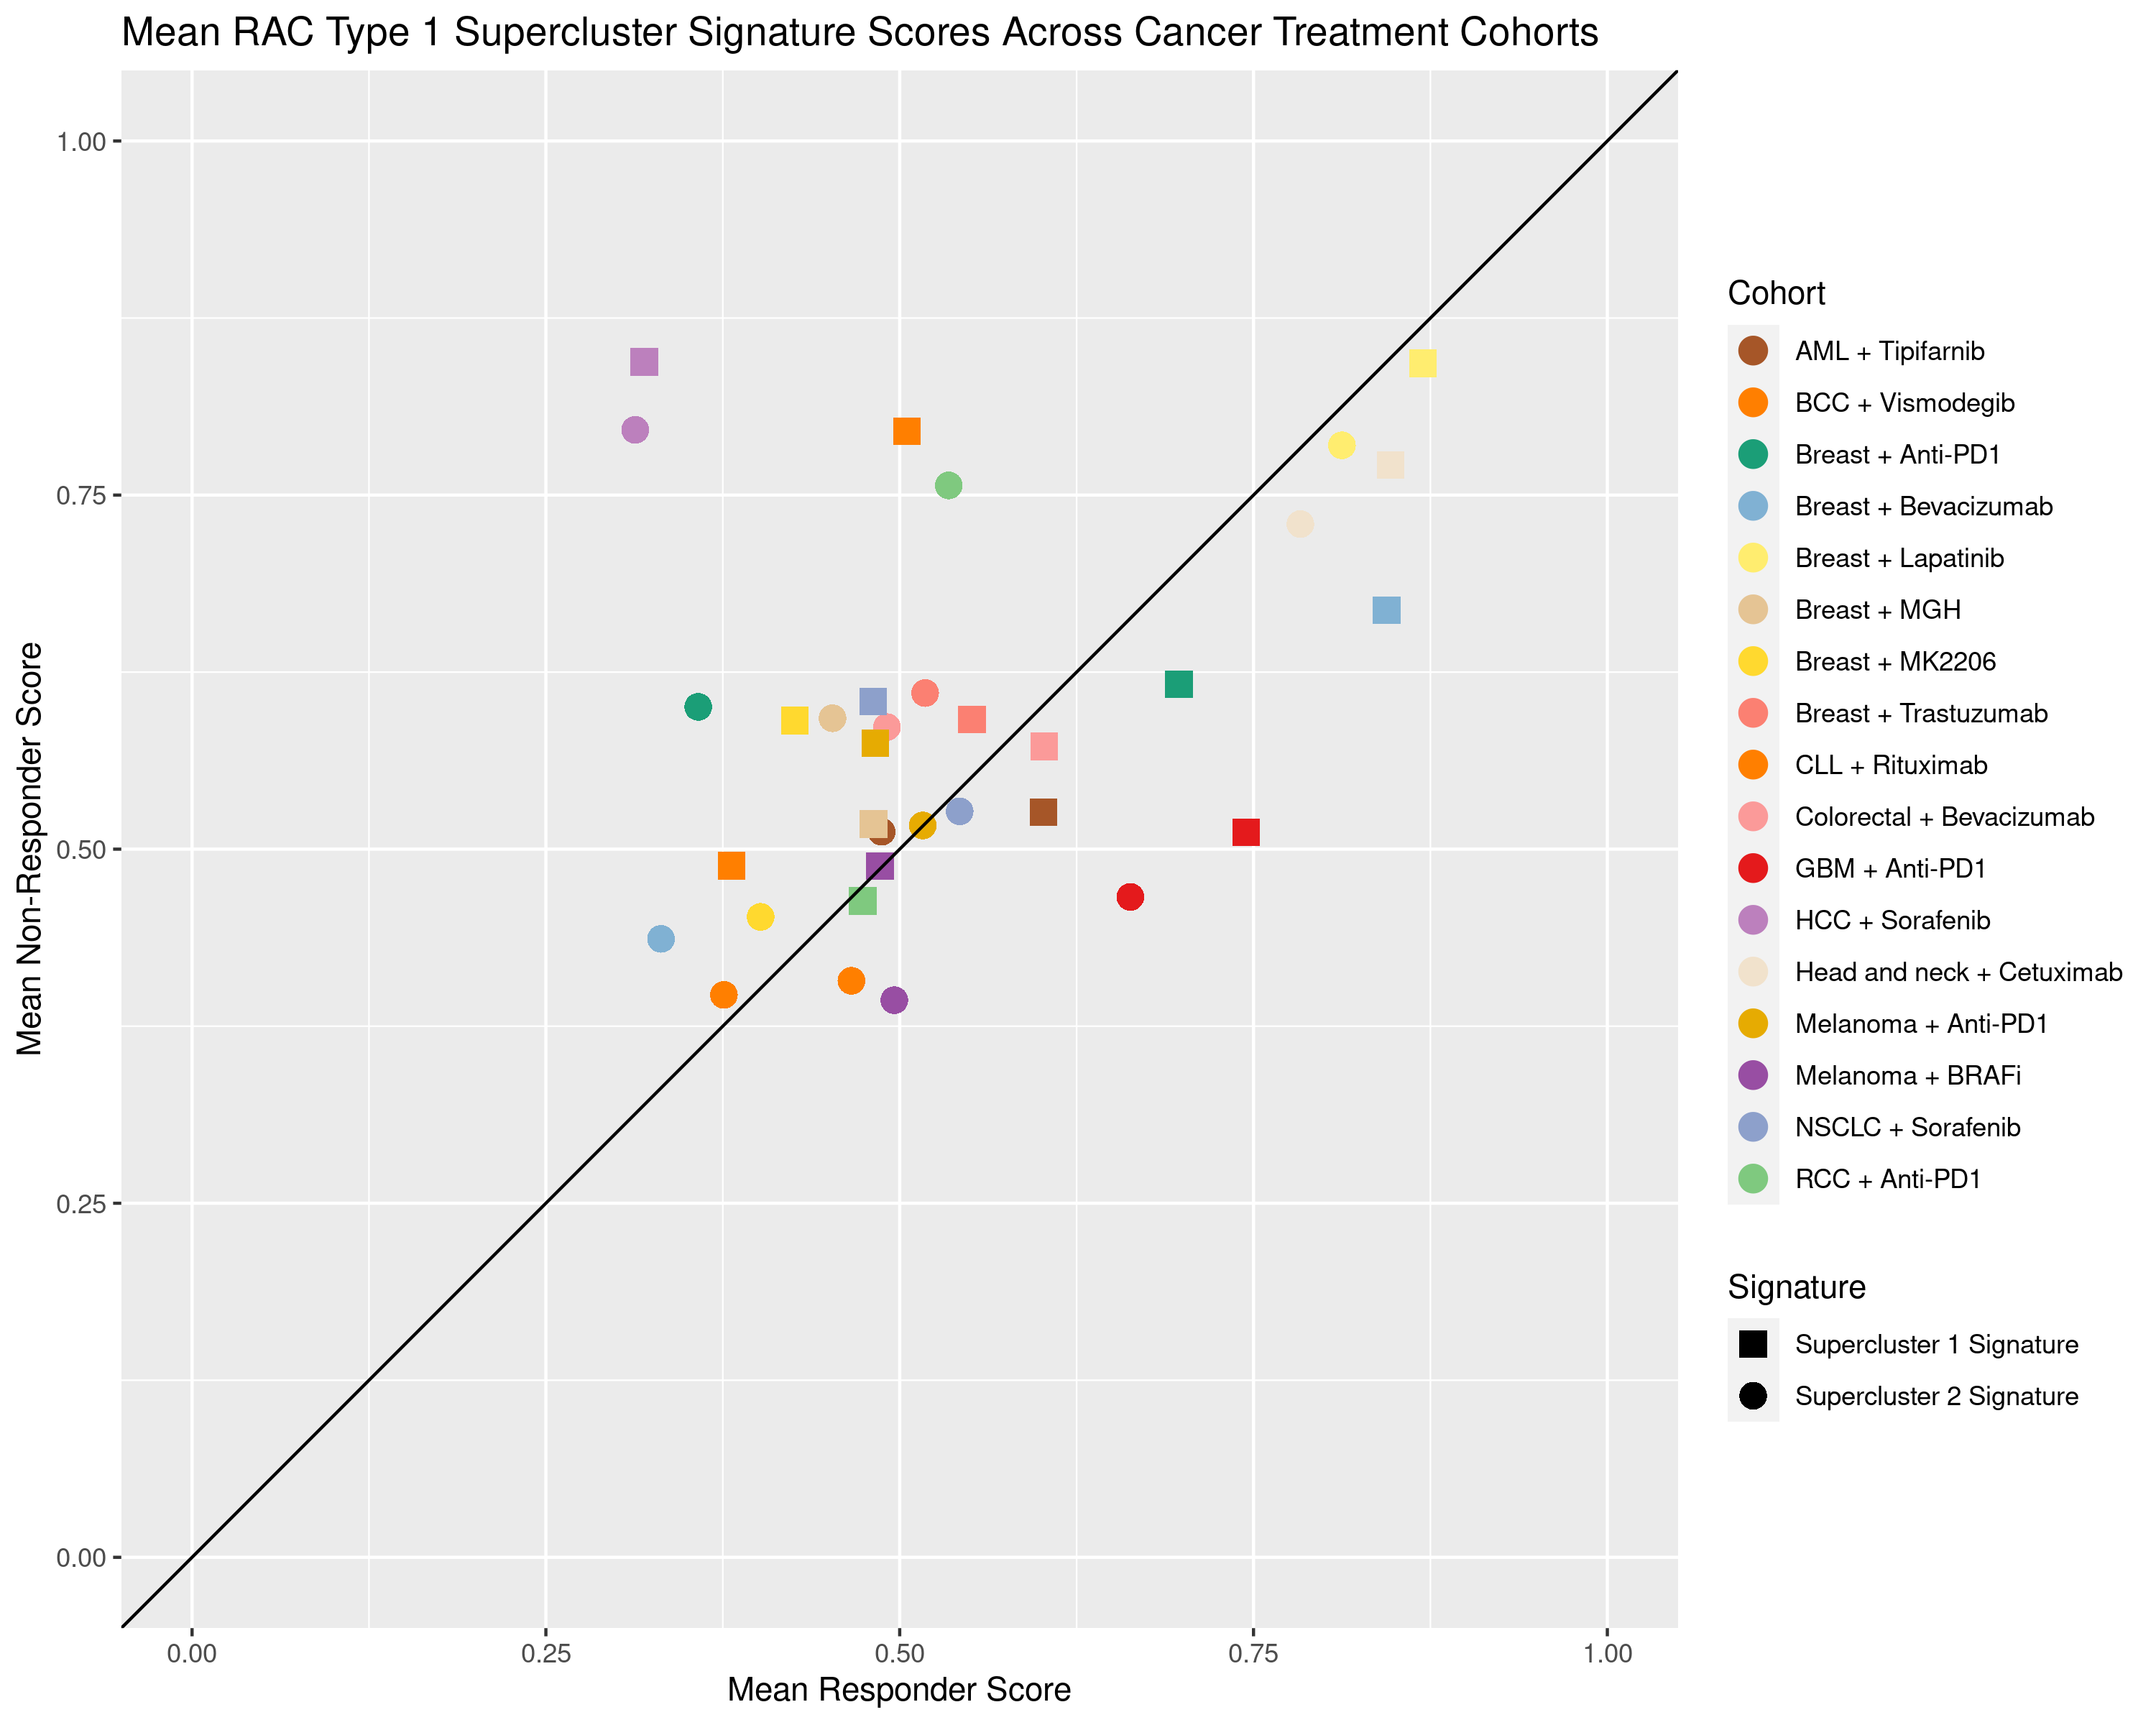 Mean RAC Type 1 Supercluster Signature Scores Across Cancer Treatment Cohorts
Mean Non-Responder Score
1.00
0.75
0.50
0.25
0.00
0.00
0.25
0.50
0.75
1.00
Mean Responder Score
Cohort
AML + Tipifarnib
BCC + Vismodegib
Breast + Anti-PD1
Breast + Bevacizumab
Breast + Lapatinib
Breast + MGH
Breast + MK2206
Breast + Trastuzumab
CLL + Rituximab
Colorectal + Bevacizumab
GBM + Anti-PD1
HCC + Sorafenib
Head and neck + Cetuximab
Melanoma + Anti-PD1
Melanoma + BRAFi
NSCLC + Sorafenib
RCC + Anti-PD1
Signature
Supercluster 1 Signature
Supercluster 2 Signature